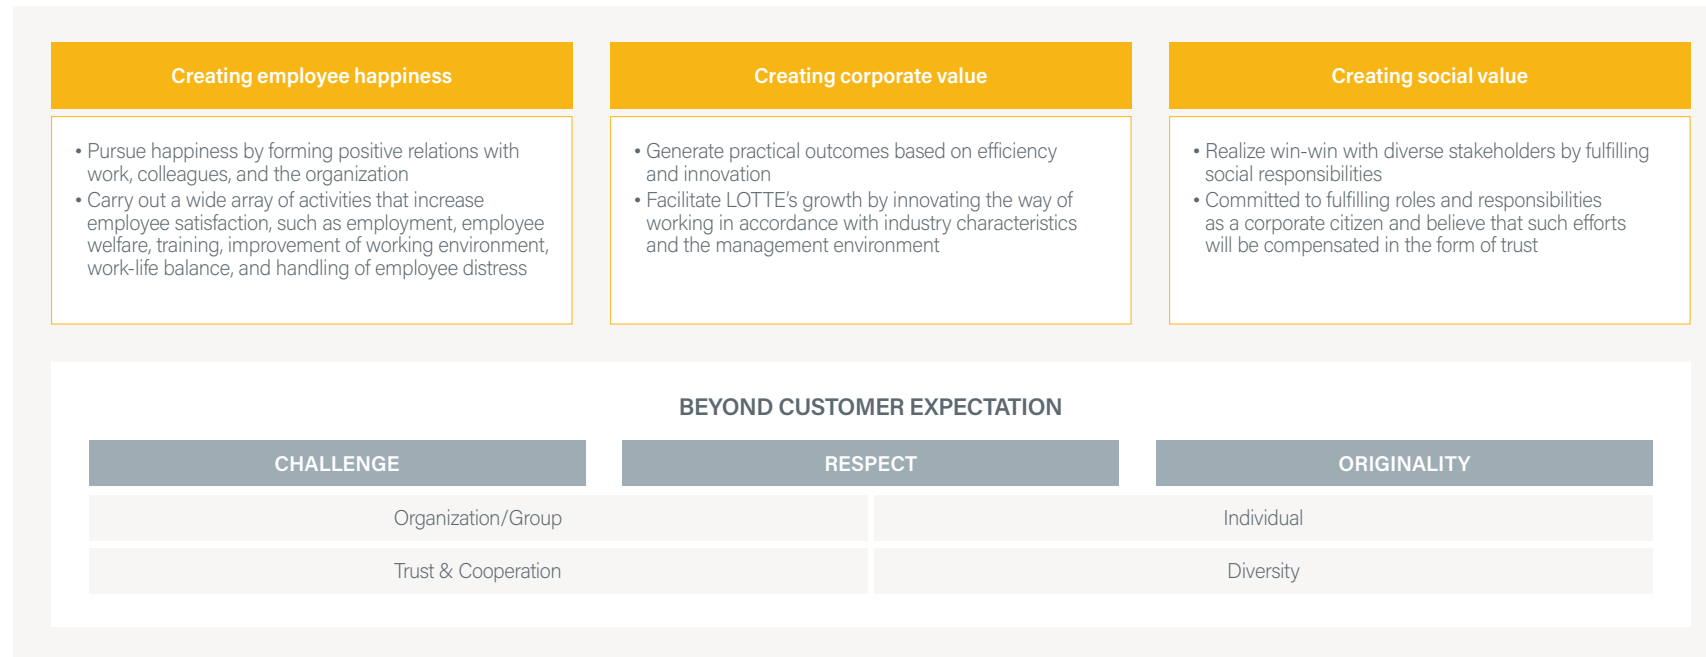 Creating employee happiness
• Pursue happiness by forming positive relations with
work, colleagues, and the organization
• Carry out a wide array of activities that increase
employee satisfaction, such as employment, employee
welfare, training, improvement of working environment,
work-life balance, and handling of employee distress
Creating corporate value
• Generate practical outcomes based on efficiency
and innovation
• Facilitate LOTTE's growth by innovating the way of
working in accordance with industry characteristics
and the management environment
Creating social value
• Realize win-win with diverse stakeholders by fulfilling
social responsibilities
• Committed to fulfilling roles and responsibilities
as a corporate citizen and believe that such efforts
will be compensated in the form of trust
BEYOND CUSTOMER EXPECTATION
CHALLENGE
RESPECT
ORIGINALITY
Organization/Group
Individual
Trust & Cooperation
Diversity